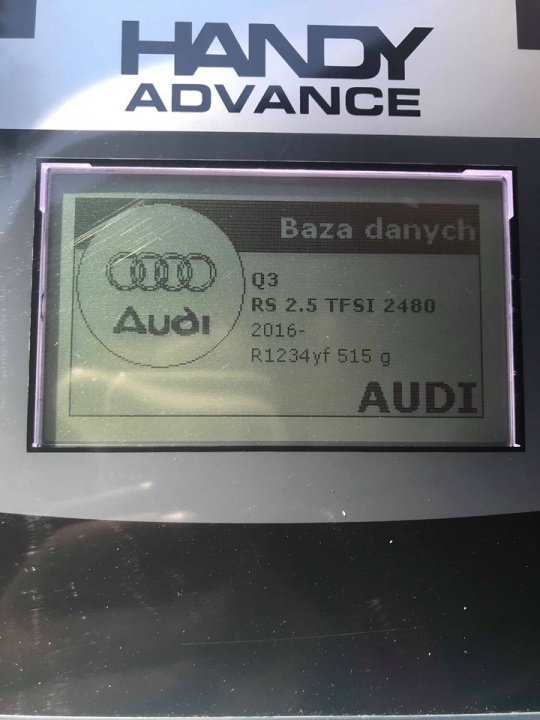 HANDY
ADVANCE
Baza danych
Q3
RS 2.5 TFSI 2480
2016-
R1234yf 515 g
Audi
AUDI